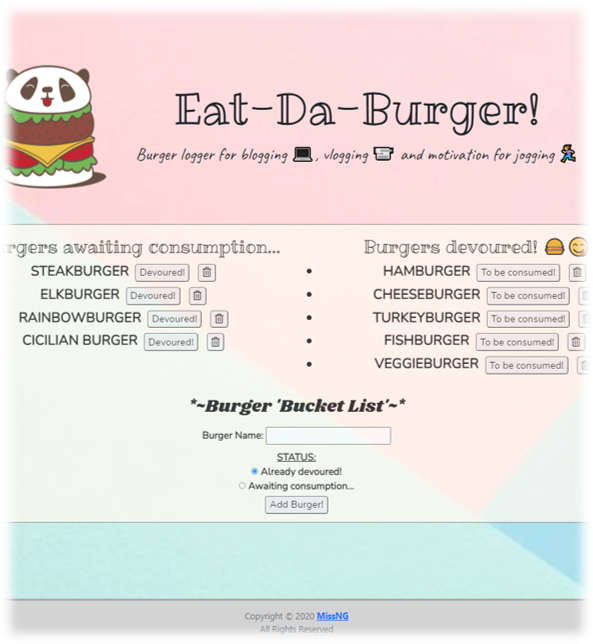 Eat-Da-Burger!
Burger logger for blogging 💻, vlogging 📹 and motivation for jogging 🏃
rgers awaiting consumption...
STEAKBURGER Devoured!
ELKBURGER Devoured!
RAINBOWBURGER Devoured!
CICILIAN BURGER Devoured!
Burgers devoured! 🍔 😊
HAMBURGER To be consumed!
CHEESEBURGER To be consumed!
TURKEYBURGER To be consumed!
FISHBURGER To be consumed!
VEGGIEBURGER To be consumed!
*~Burger 'Bucket List'~*
Burger Name:
STATUS:
Already devoured!
Awaiting consumption...
Add Burger!
Copyright © 2020 MissNG
All Rights Reserved